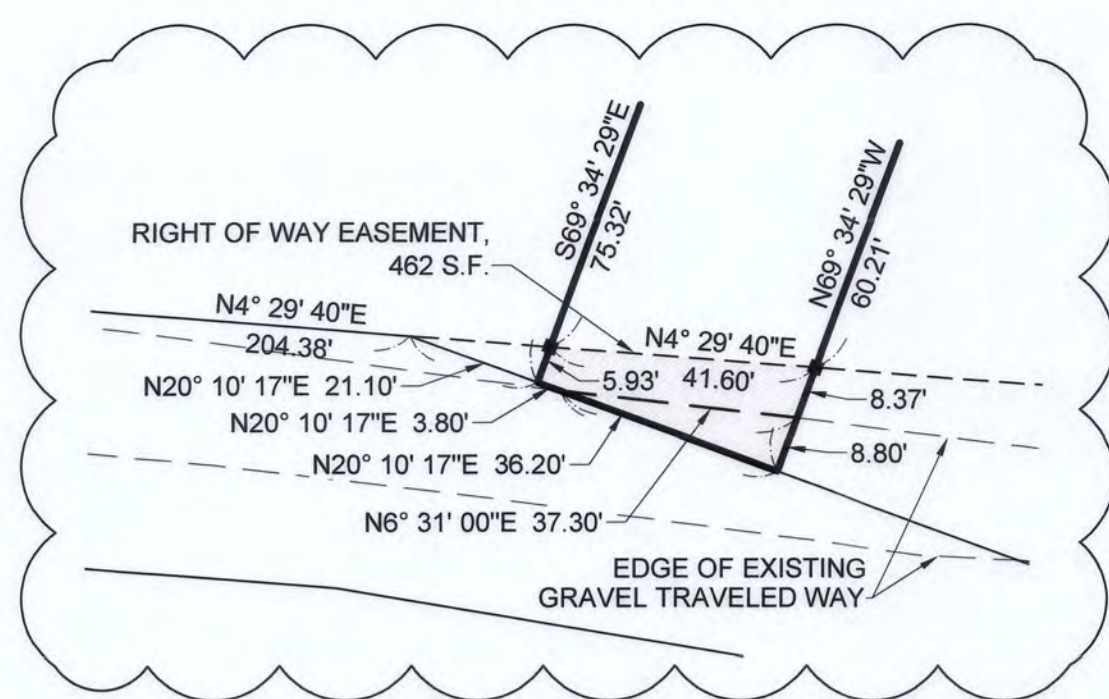 S69° 34' 29"E
75.32'
N69° 34' 29"W
60.21'
RIGHT OF WAY EASEMENT,
462 S.F.
N4° 29' 40"E
204.38'
N4° 29' 40"E
5.93'
41.60'
8.37'
N20° 10' 17"E 21.10'
N20° 10' 17"E 3.80'
8.80'
N20° 10' 17"E 36.20'
N6° 31' 00"E 37.30'
EDGE OF EXISTING
GRAVEL TRAVELED WAY